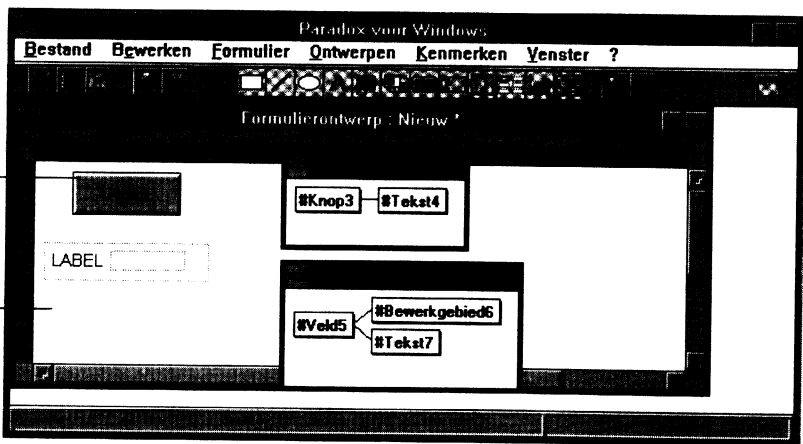 Paradox voor Windows
Bestand Bewerken Formulier Ontwerpen Kenmerken Venster ?
Formulierontwerp : Nieuw *
#Knop3 #Tekst4
LABEL
#Bewerkgebied6
#Veld5
#Tekst7